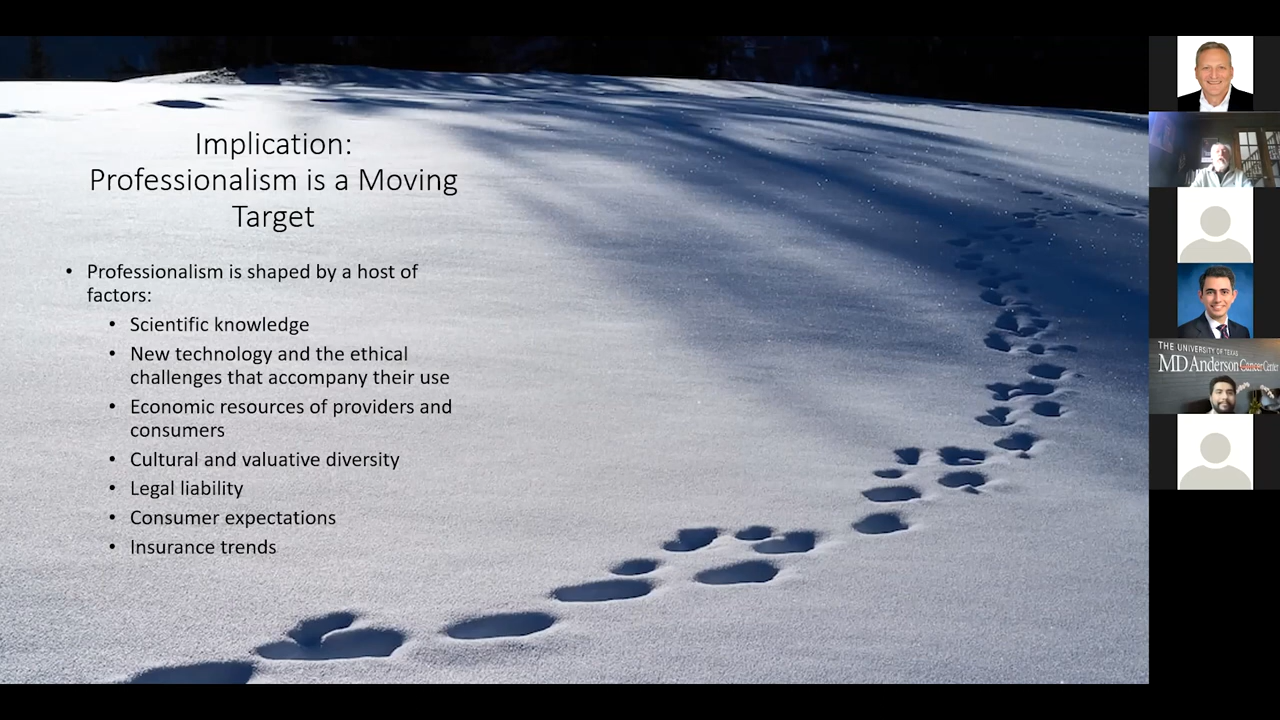 Implication:
Professionalism is a Moving
Target
• Professionalism is shaped by a host of
factors:
• Scientific knowledge
• New technology and the ethical
challenges that accompany their use
• Economic resources of providers and
consumers
• Cultural and valuative diversity
• Legal liability
• Consumer expectations
• Insurance trends
THE UNIVERSITY OF TEXAS
MD Anderson Cancer Center